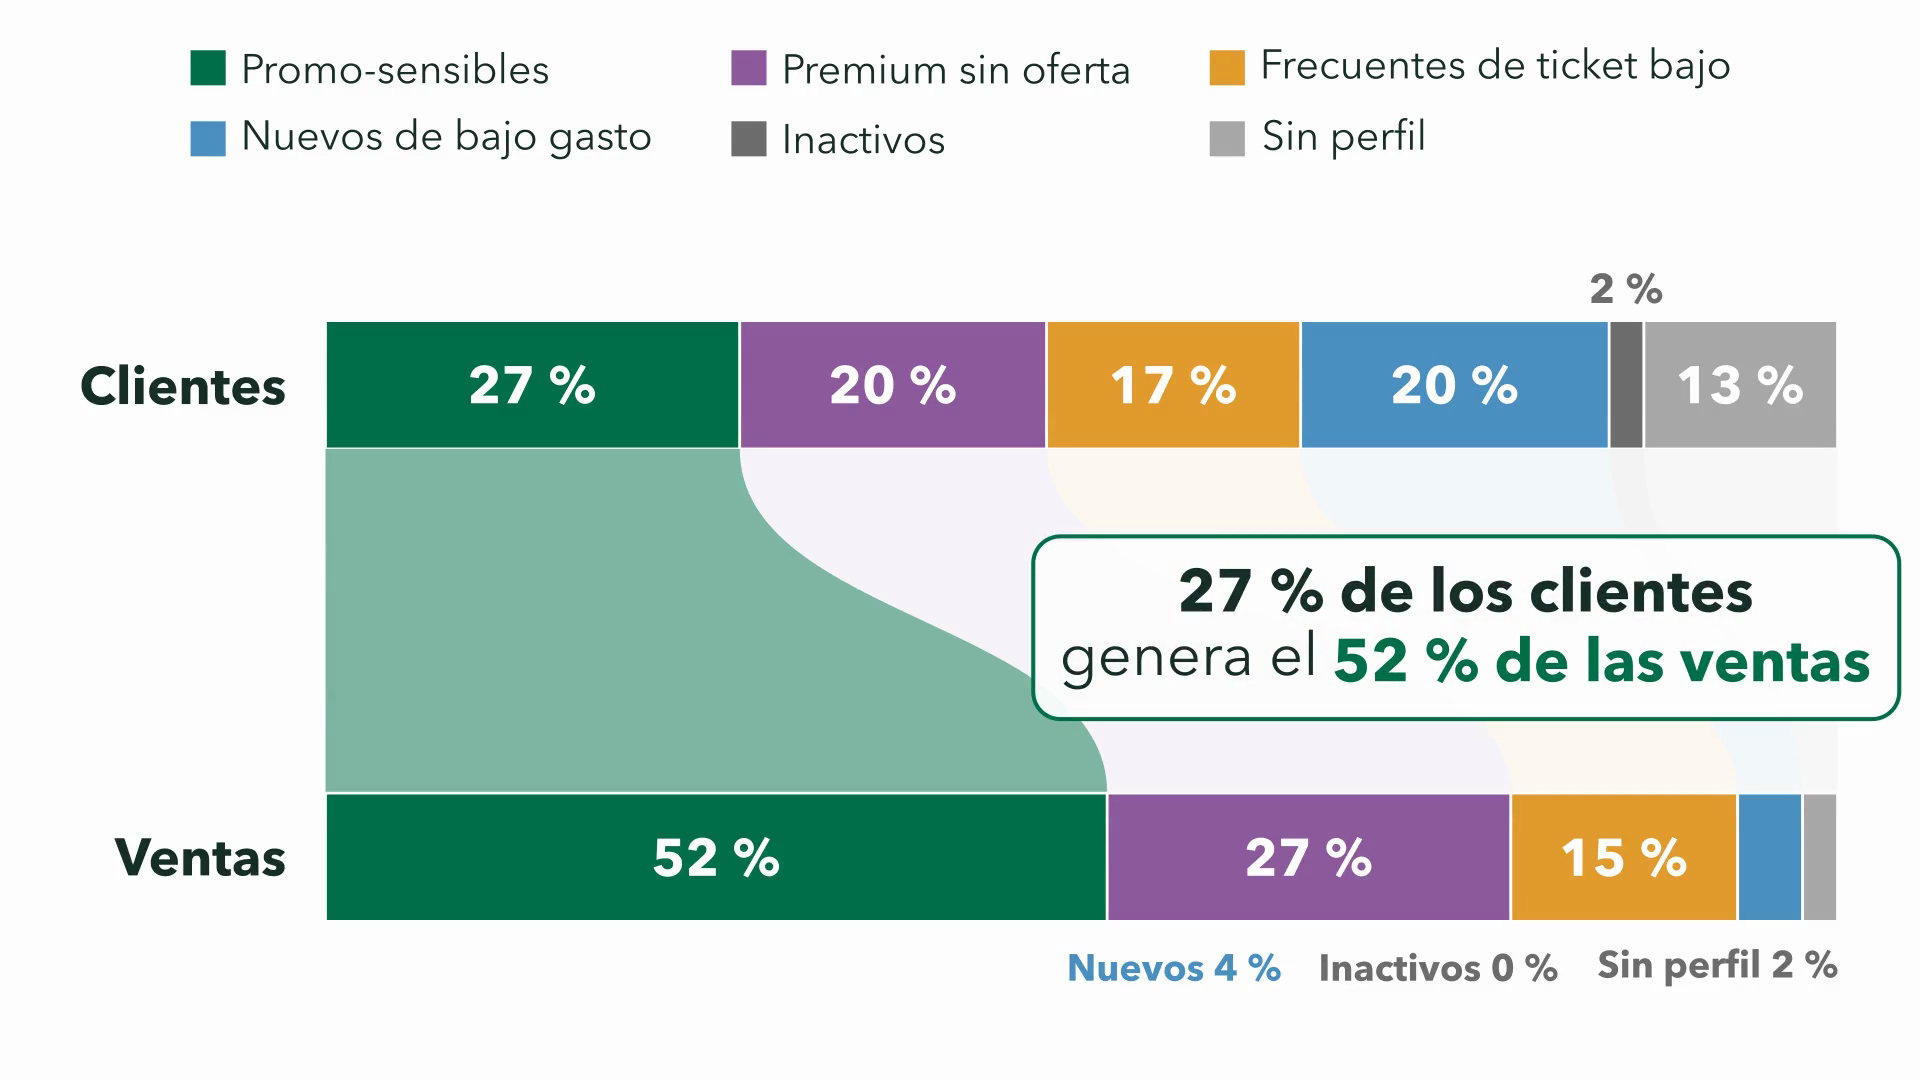 Promo-sensibles
Premium sin oferta
Frecuentes de ticket bajo
Nuevos de bajo gasto
Inactivos
Sin perfil
2 %
Clientes
27 %
20 %
17 %
20 %
13 %
27 % de los clientes
genera el 52 % de las ventas
Ventas
52 %
27 %
15 %
Nuevos 4 %
Inactivos 0 %
Sin perfil 2 %